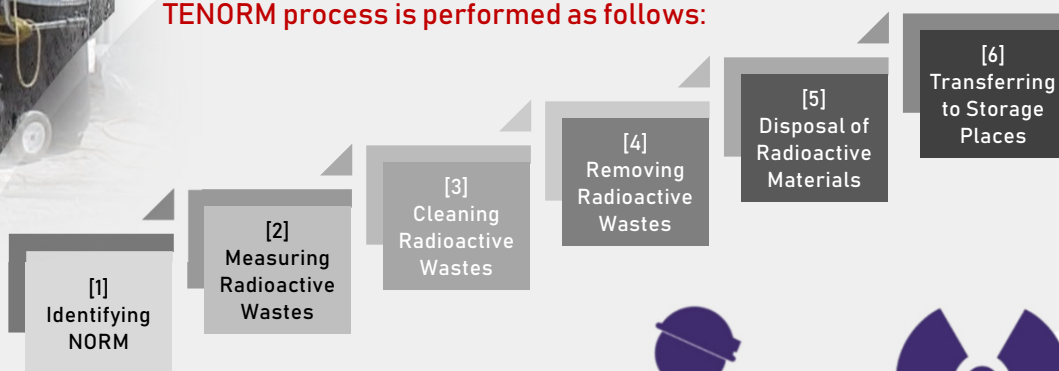 TENORM process is performed as follows:
[1]
Identifying
NORM
[2]
Measuring
Radioactive
Wastes
[3]
Cleaning
Radioactive
Wastes
[4]
Removing
Radioactive
Wastes
[5]
Disposal of
Radioactive
Materials
[6]
Transferring
to Storage
Places